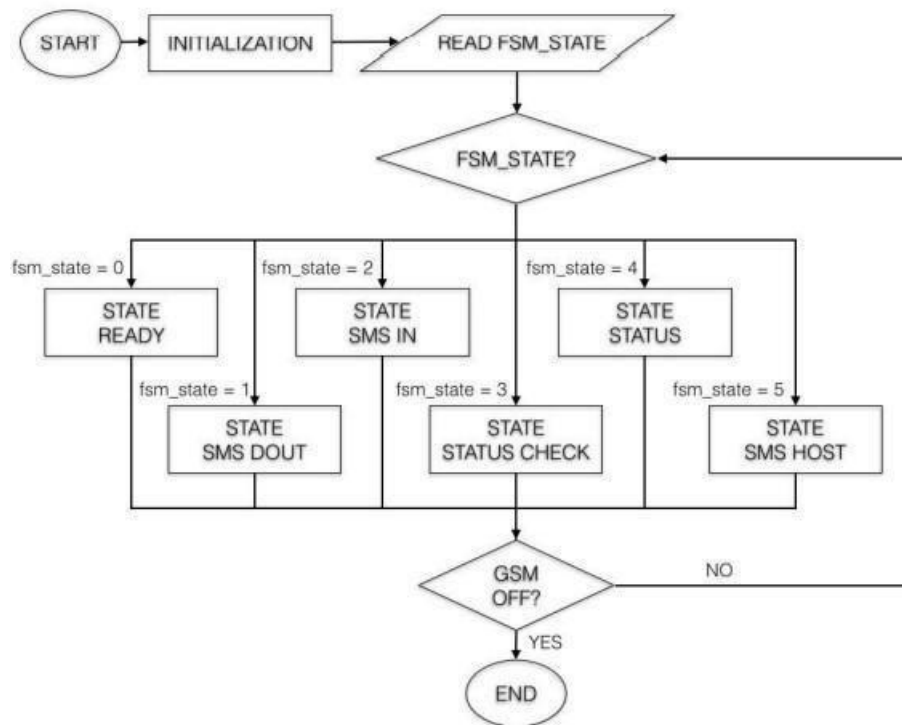 START
INITIALIZATION
READ FSM_STATE
FSM_STATE?
fsm_state = 0
fsm_state = 2
fsm_state = 4
STATE
READY
STATE
SMS IN
STATE
STATUS
fsm_state = 1
fsm_state = 3
fsm_state = 5
STATE
SMS DOUT
STATE
STATUS CHECK
STATE
SMS HOST
GSM
OFF?
NO
YES
END